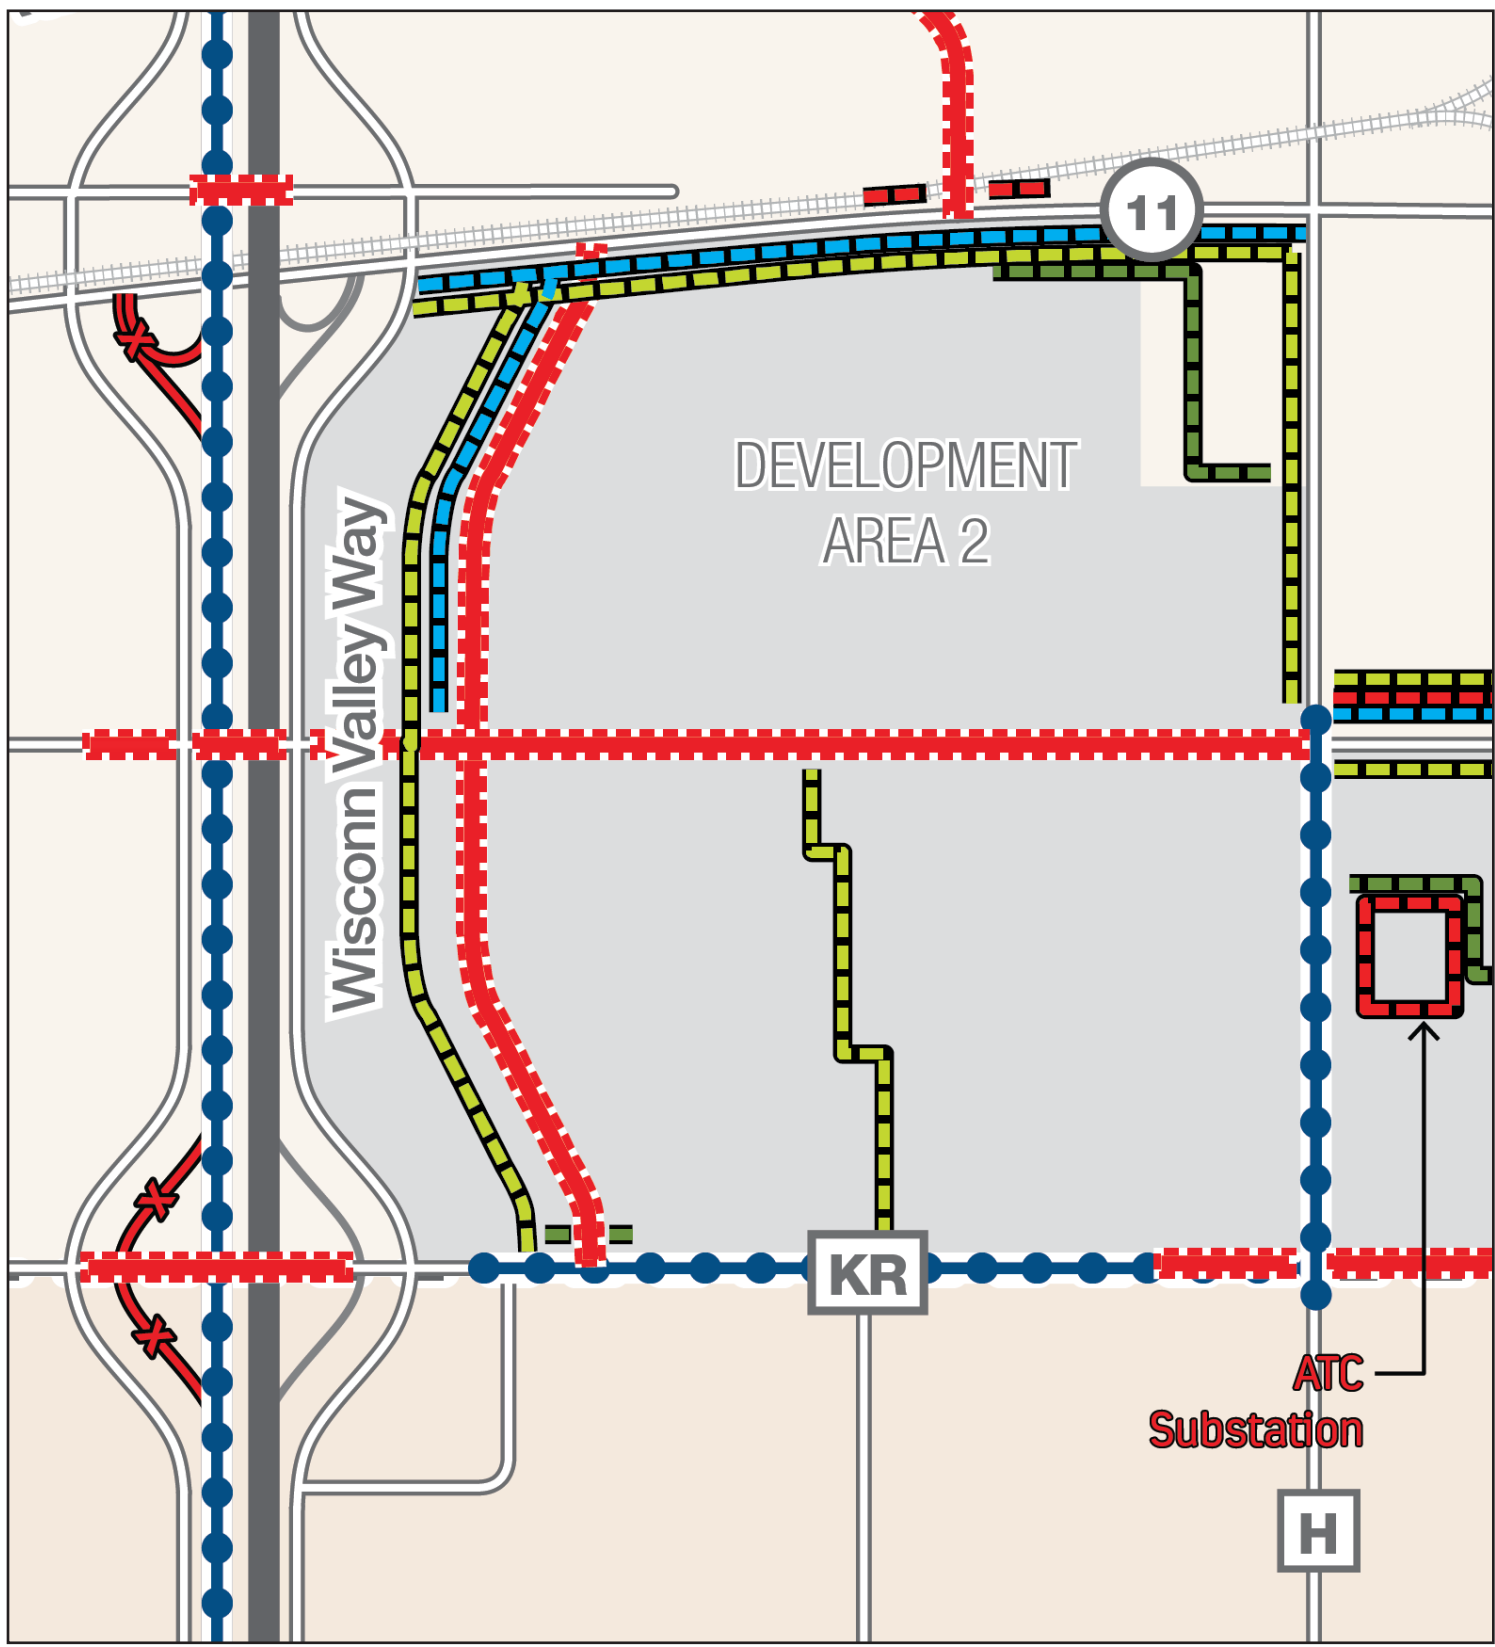 11
DEVELOPMENT
AREA 2
Wisconn Valley Way
KR
ATC
Substation
H